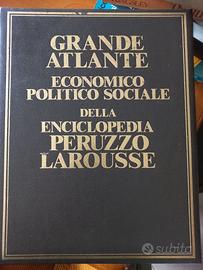 GRANDE
ATLANTE
ECONOMICO
POLITICO SOCIALE
DELLA
ENCICLOPEDIA
PERUZZO
LAROUSSE
subito